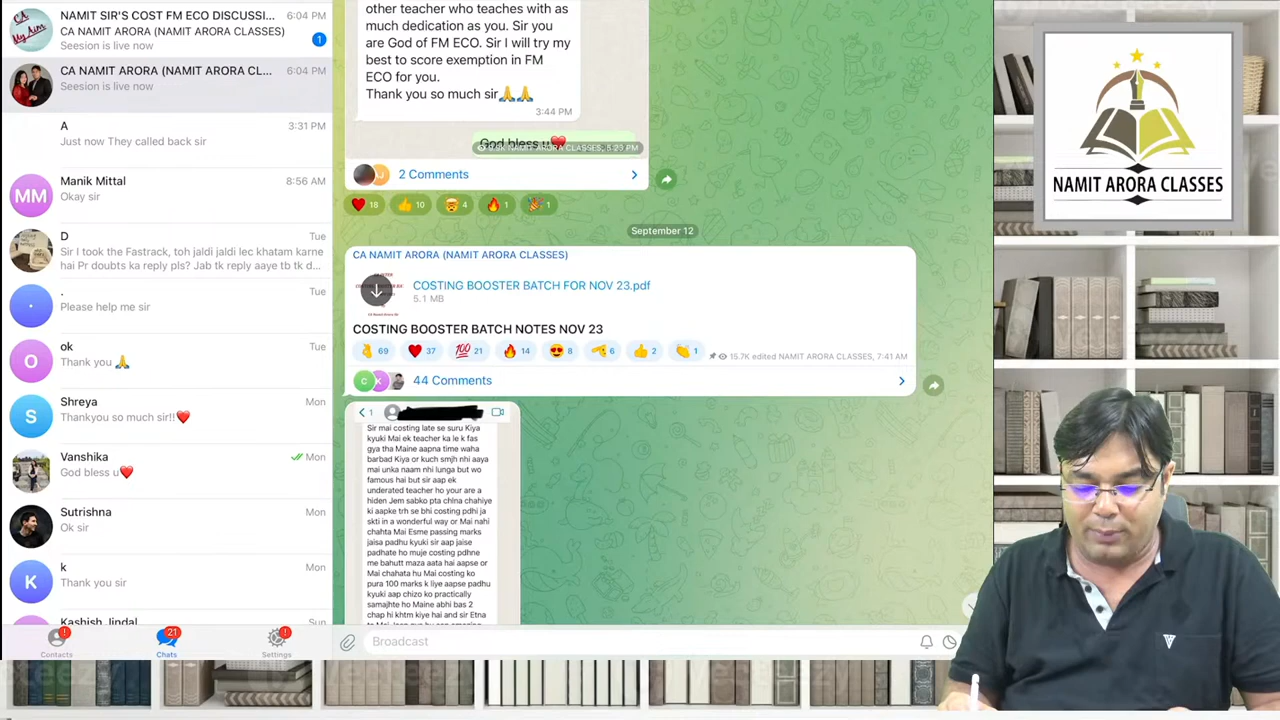 NAMIT SIR'S COST FM ECO DISCUSSI...
6:04 PM
CA NAMIT ARORA (NAMIT ARORA CLASSES)
Seesion is live now
1
CA NAMIT ARORA (NAMIT ARORA CL...
6:04 PM
Seesion is live now
A
3:31 PM
Just now They called back sir
MM
Manik Mittal
8:56 AM
Okay sir
D
Tue
Sir I took the Fastrack, toh jaldi jaldi lec khatam karne
hai Pr doubts ka reply pls? Jab tk reply aaye tb tk d...
.
Tue
Please help me sir
O
ok
Tue
Thank you 🙏
S
Shreya
Mon
Thankyou so much sir!!❤️
Vanshika
Mon
God bless u❤️
Sutrishna
Mon
Ok sir
K
k
Mon
Thank you sir
Kashish Jindal
Sun
Contacts
21
Chats
Settings
other teacher who teaches with as
much dedication as you. Sir you
are God of FM ECO. Sir I will try my
best to score exemption in FM
ECO for you.
Thank you so much sir🙏🙏
3:44 PM
God bless u❤️
NAMIT ARORA CLASSES,
2 Comments
❤️ 18 👍 10 🤯 4 🔥 1 🎉 1
September 12
CA NAMIT ARORA (NAMIT ARORA CLASSES)
COSTING BOOSTER BATCH FOR NOV 23.pdf
5.1 MB
COSTING BOOSTER BATCH NOTES NOV 23
69 ❤️ 37 💯 21 🔥 14 😍 8 6 👍 2 👏 1
15.7K edited NAMIT ARORA CLASSES, 7:41 AM
44 Comments
1
Sir mai costing late se suru Kiya
kyuki Mai ek teacher ka le k fas
gya tha Maine aapna time waha
barbad Kiya or kuch smjh nhi aaya
mai unka naam nhi lunga but wo
famous hai but sir aap ek
underated teacher ho your are a
hiden Jem sabko pta chlna chahiye
ki aapke trh se bhi costing pdhi ja
skti in a wonderful way or Mai nahi
chahta Mai Esme passing marks
jaisa padhu kyuki sir aap jaise
padhate ho muje costing pdhne
me bahutt maza aata hai aapse or
Mai chahata hu Mai costing ko
pura 100 marks k liye aapse padhu
kyuki aap chizo ko practically
samajhte ho Maine abhi bas 2
chap hi khtm kiye hai and sir Etna
Broadcast
NAMIT ARORA CLASSES